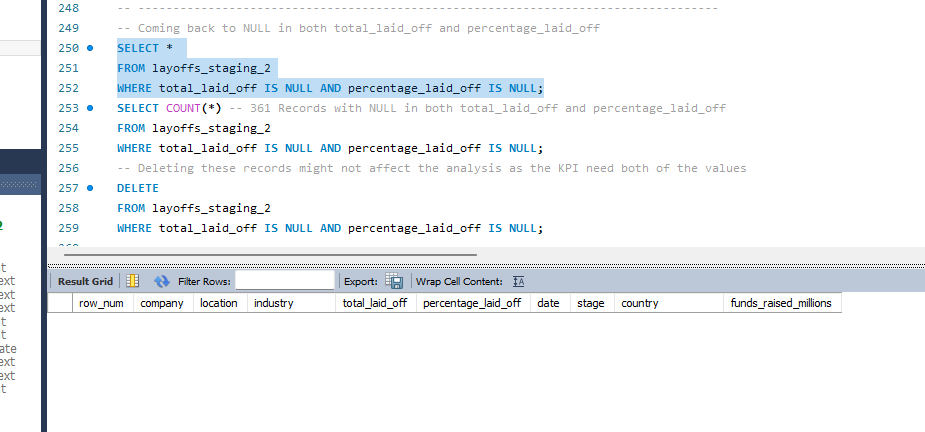 248 -- ----------------------------------------------------------------------------------
249 -- Coming back to NULL in both total_laid_off and percentage_laid_off
250 SELECT *
251 FROM layoffs_staging_2
252 WHERE total_laid_off IS NULL AND percentage_laid_off IS NULL;
253 SELECT COUNT(*) -- 361 Records with NULL in both total_laid_off and percentage_laid_off
254 FROM layoffs_staging_2
255 WHERE total_laid_off IS NULL AND percentage_laid_off IS NULL;
256 -- Deleting these records might not affect the analysis as the KPI need both of the values
257 DELETE
258 FROM layoffs_staging_2
259 WHERE total_laid_off IS NULL AND percentage_laid_off IS NULL;
Result Grid Filter Rows: Export: Wrap Cell Content: IA
row_num company location industry total_laid_off percentage_laid_off date stage country funds_raised_millions
t
ext
ext
ext
t
t
ate
ext
ext
t